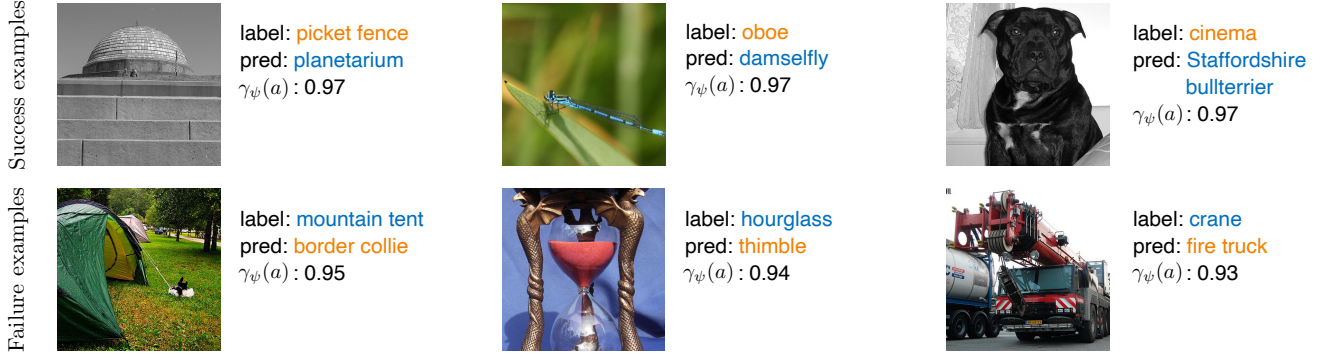 Success examples
label: picket fence
pred: planetarium
γψ(a) : 0.97
label: oboe
pred: damselfly
γψ(a) : 0.97
label: cinema
pred: Staffordshire
bullterrier
γψ(a) : 0.97
Failure examples
label: mountain tent
pred: border collie
γψ(a) : 0.95
label: hourglass
pred: thimble
γψ(a) : 0.94
label: crane
pred: fire truck
γψ(a) : 0.93